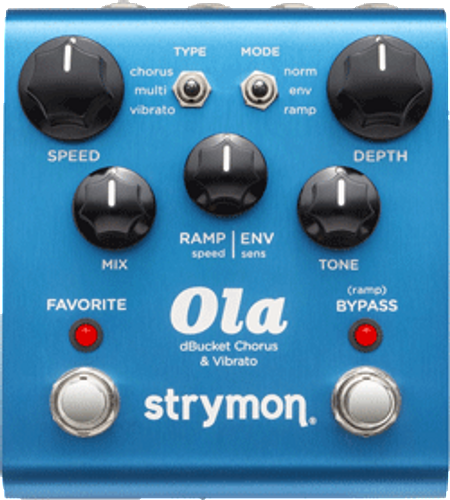 TYPE
MODE
chorus
multi
vibrato
norm
env
ramp
SPEED
DEPTH
RAMP | ENV
speed | sens
MIX
TONE
FAVORITE
(ramp)
BYPASS
Ola
dBucket Chorus
& Vibrato
strymon®